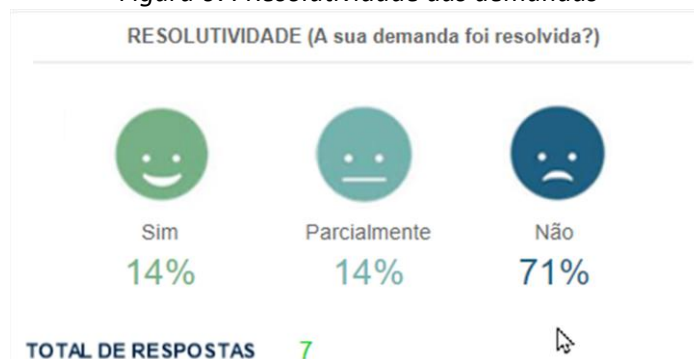 RESOLUTIVIDADE (A sua demanda foi resolvida?)
Sim Parcialmente Não
14% 14% 71%
TOTAL DE RESPOSTAS 7